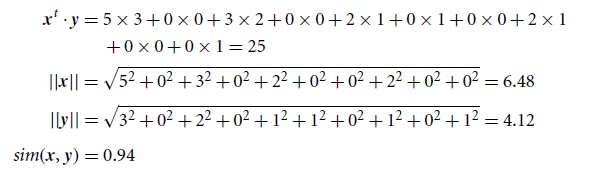 xᵗ · y = 5 × 3 + 0 × 0 + 3 × 2 + 0 × 0 + 2 × 1 + 0 × 1 + 0 × 0 + 2 × 1
+ 0 × 0 + 0 × 1 = 25
||x|| = √5² + 0² + 3² + 0² + 2² + 0² + 0² + 2² + 0² + 0² = 6.48
||y|| = √3² + 0² + 2² + 0² + 1² + 1² + 0² + 1² + 0² + 1² = 4.12
sim(x, y) = 0.94